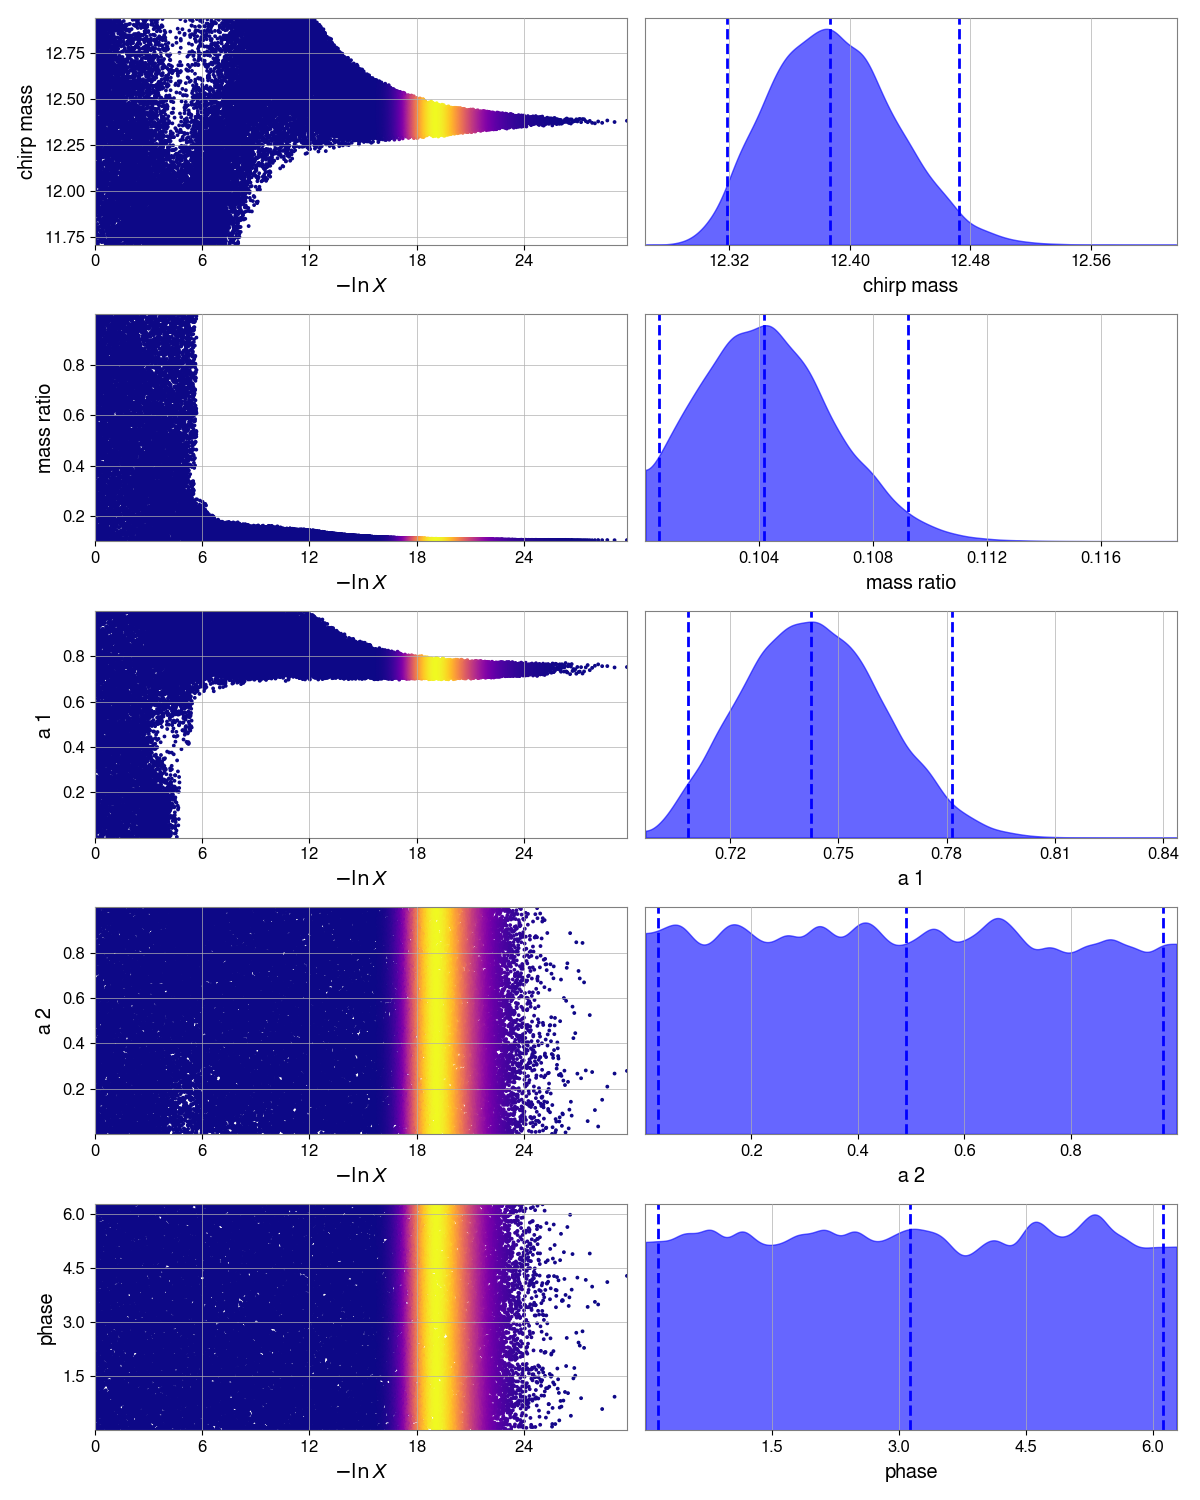 12.75
12.50
12.25
12.00
11.75
chirp mass
0 6 12 18 24
−ln X
12.32 12.40 12.48 12.56
chirp mass
0.8
0.6
0.4
0.2
mass ratio
0 6 12 18 24
−ln X
0.104 0.108 0.112 0.116
mass ratio
0.8
0.6
0.4
0.2
a 1
0 6 12 18 24
−ln X
0.72 0.75 0.78 0.81 0.84
a 1
0.8
0.6
0.4
0.2
a 2
0 6 12 18 24
−ln X
0.2 0.4 0.6 0.8
a 2
6.0
4.5
3.0
1.5
phase
0 6 12 18 24
−ln X
1.5 3.0 4.5 6.0
phase